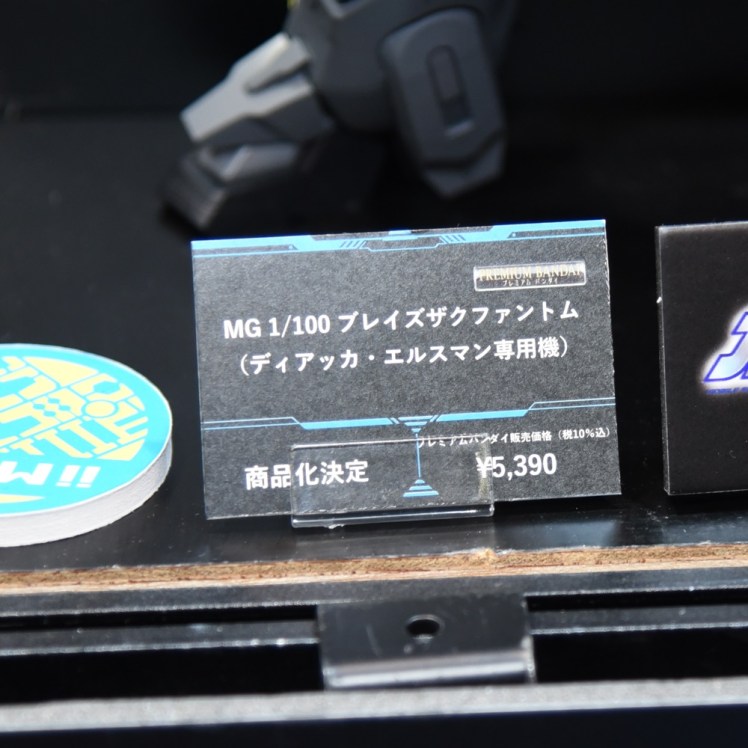 PREMIUM BANDAI
プレミアム バンダイ
MG 1/100 ブレイズザクファントム
（ディアッカ・エルスマン専用機）
プレミアムバンダイ販売価格（税10%込）
商品化決定
¥5,390